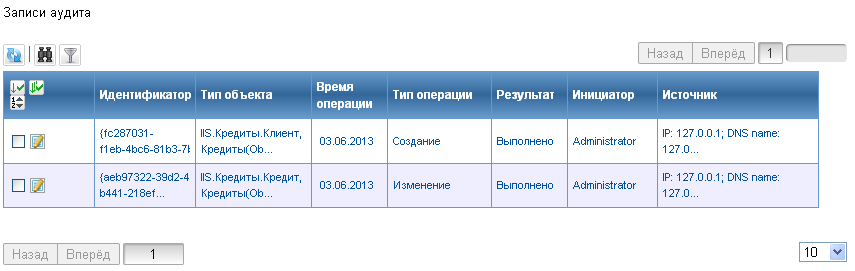 Записи аудита
Назад Вперёд 1
Идентификатор Тип объекта Время операции Тип операции Результат Инициатор Источник
{fc287031- IIS.Кредиты.Клиент, 03.06.2013 Создание Выполнено Administrator IP: 127.0.0.1; DNS name:
f1eb-4bc6-81b3-7b Кредиты(Ob... 127.0...
{aeb97322-39d2-4 IIS.Кредиты.Кредит, 03.06.2013 Изменение Выполнено Administrator IP: 127.0.0.1; DNS name:
b441-218ef... Кредиты(Ob... 127.0...
Назад Вперёд 1 10